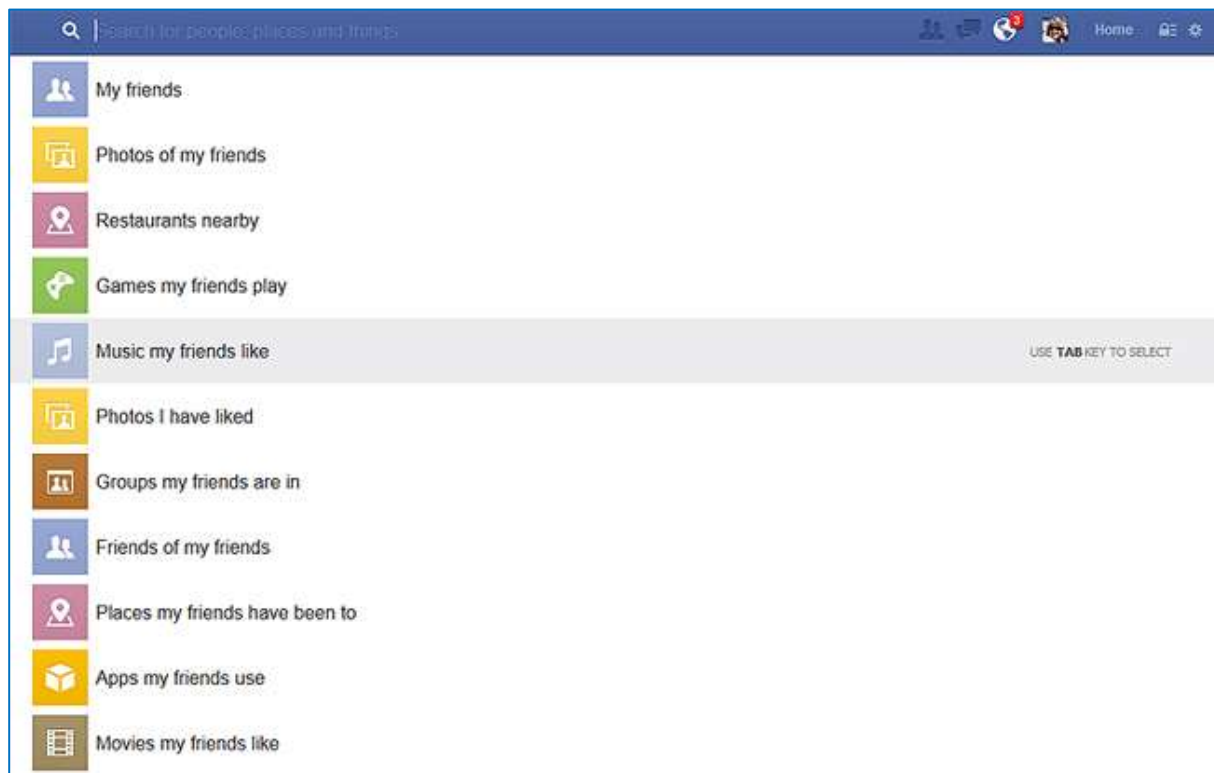 Search for people, places and things
3
Home
My friends
Photos of my friends
Restaurants nearby
Games my friends play
Music my friends like
USE TAB KEY TO SELECT
Photos I have liked
Groups my friends are in
Friends of my friends
Places my friends have been to
Apps my friends use
Movies my friends like